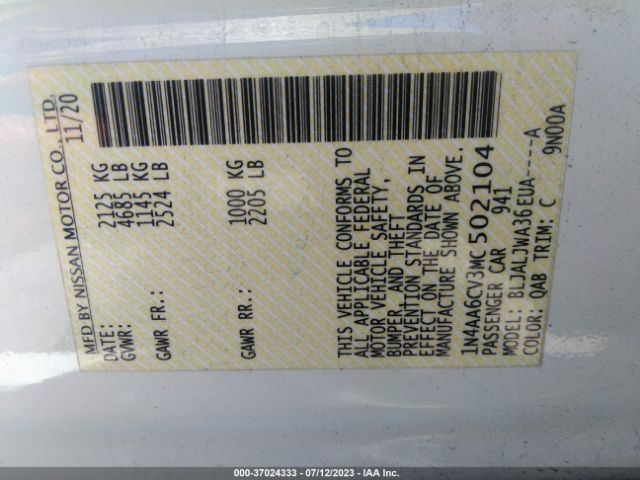 MFD BY NISSAN MOTOR CO., LTD.
DATE: 11/20
GVWR: 2125 KG
4685 LB
GAWR FR.: 1145 KG
2524 LB
GAWR RR.: 1000 KG
2205 LB
THIS VEHICLE CONFORMS TO
ALL APPLICABLE FEDERAL
MOTOR VEHICLE SAFETY,
BUMPER, AND THEFT
PREVENTION STANDARDS IN
EFFECT ON THE DATE OF
MANUFACTURE SHOWN ABOVE.
1N4AA6CV3MC502104
PASSENGER CAR 941
MODEL: BLJALJWA36EUA-----A
COLOR: QAB TRIM: C 9N00A
000-37024333 - 07/12/2023 - IAA Inc.